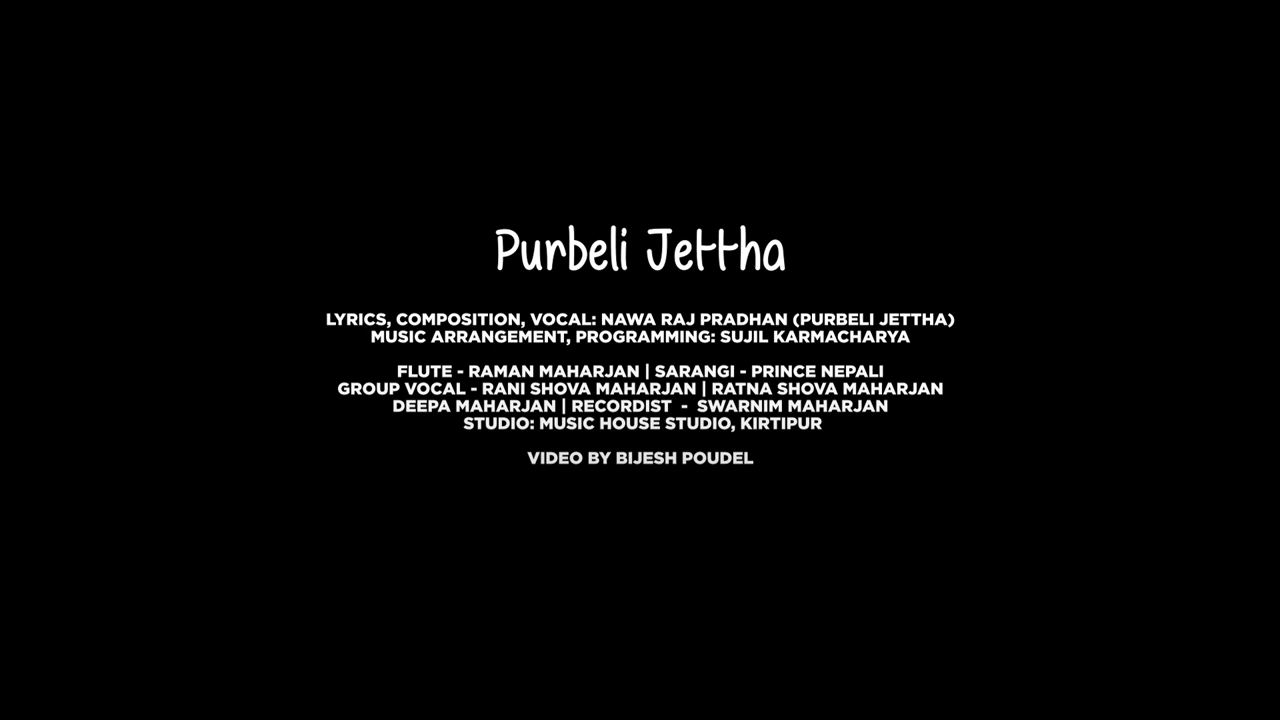 Purbeli Jettha
LYRICS, COMPOSITION, VOCAL: NAWA RAJ PRADHAN (PURBELI JETTHA)
MUSIC ARRANGEMENT, PROGRAMMING: SUJIL KARMACHARYA
FLUTE - RAMAN MAHARJAN | SARANGI - PRINCE NEPALI
GROUP VOCAL - RANI SHOVA MAHARJAN | RATNA SHOVA MAHARJAN
DEEPA MAHARJAN | RECORDIST - SWARNIM MAHARJAN
STUDIO: MUSIC HOUSE STUDIO, KIRTIPUR
VIDEO BY BIJESH POUDEL